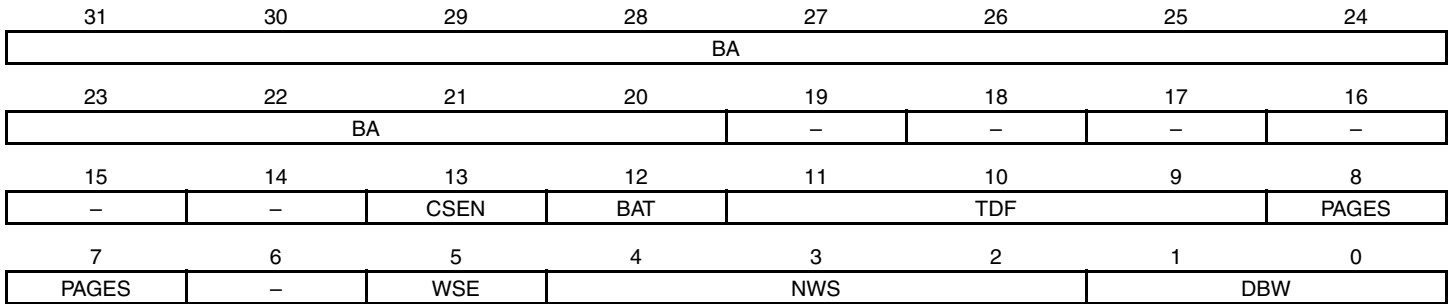 31 30 29 28 27 26 25 24
BA
23 22 21 20 19 18 17 16
BA – – – –
15 14 13 12 11 10 9 8
– – CSEN BAT TDF PAGES
7 6 5 4 3 2 1 0
PAGES – WSE NWS DBW